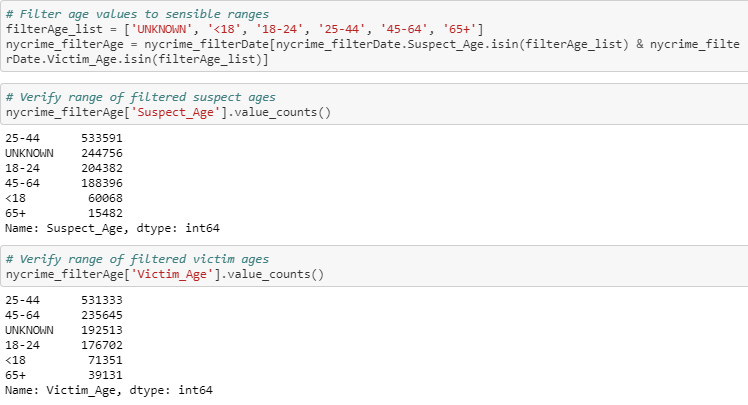 # Filter age values to sensible ranges
filterAge_list = ['UNKNOWN', '<18', '18-24', '25-44', '45-64', '65+']
nycrime_filterAge = nycrime_filterDate[nycrime_filterDate.Suspect_Age.isin(filterAge_list) & nycrime_filte
rDate.Victim_Age.isin(filterAge_list)]
# Verify range of filtered suspect ages
nycrime_filterAge['Suspect_Age'].value_counts()
25-44 533591
UNKNOWN 244756
18-24 204382
45-64 188396
<18 60068
65+ 15482
Name: Suspect_Age, dtype: int64
# Verify range of filtered victim ages
nycrime_filterAge['Victim_Age'].value_counts()
25-44 531333
45-64 235645
UNKNOWN 192513
18-24 176702
<18 71351
65+ 39131
Name: Victim_Age, dtype: int64